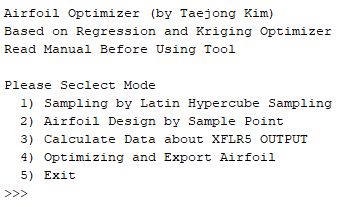 Airfoil Optimizer (by Taejong Kim)
Based on Regression and Kriging Optimizer
Read Manual Before Using Tool
Please Seclect Mode
1) Sampling by Latin Hypercube Sampling
2) Airfoil Design by Sample Point
3) Calculate Data about XFLR5 OUTPUT
4) Optimizing and Export Airfoil
5) Exit
>>>